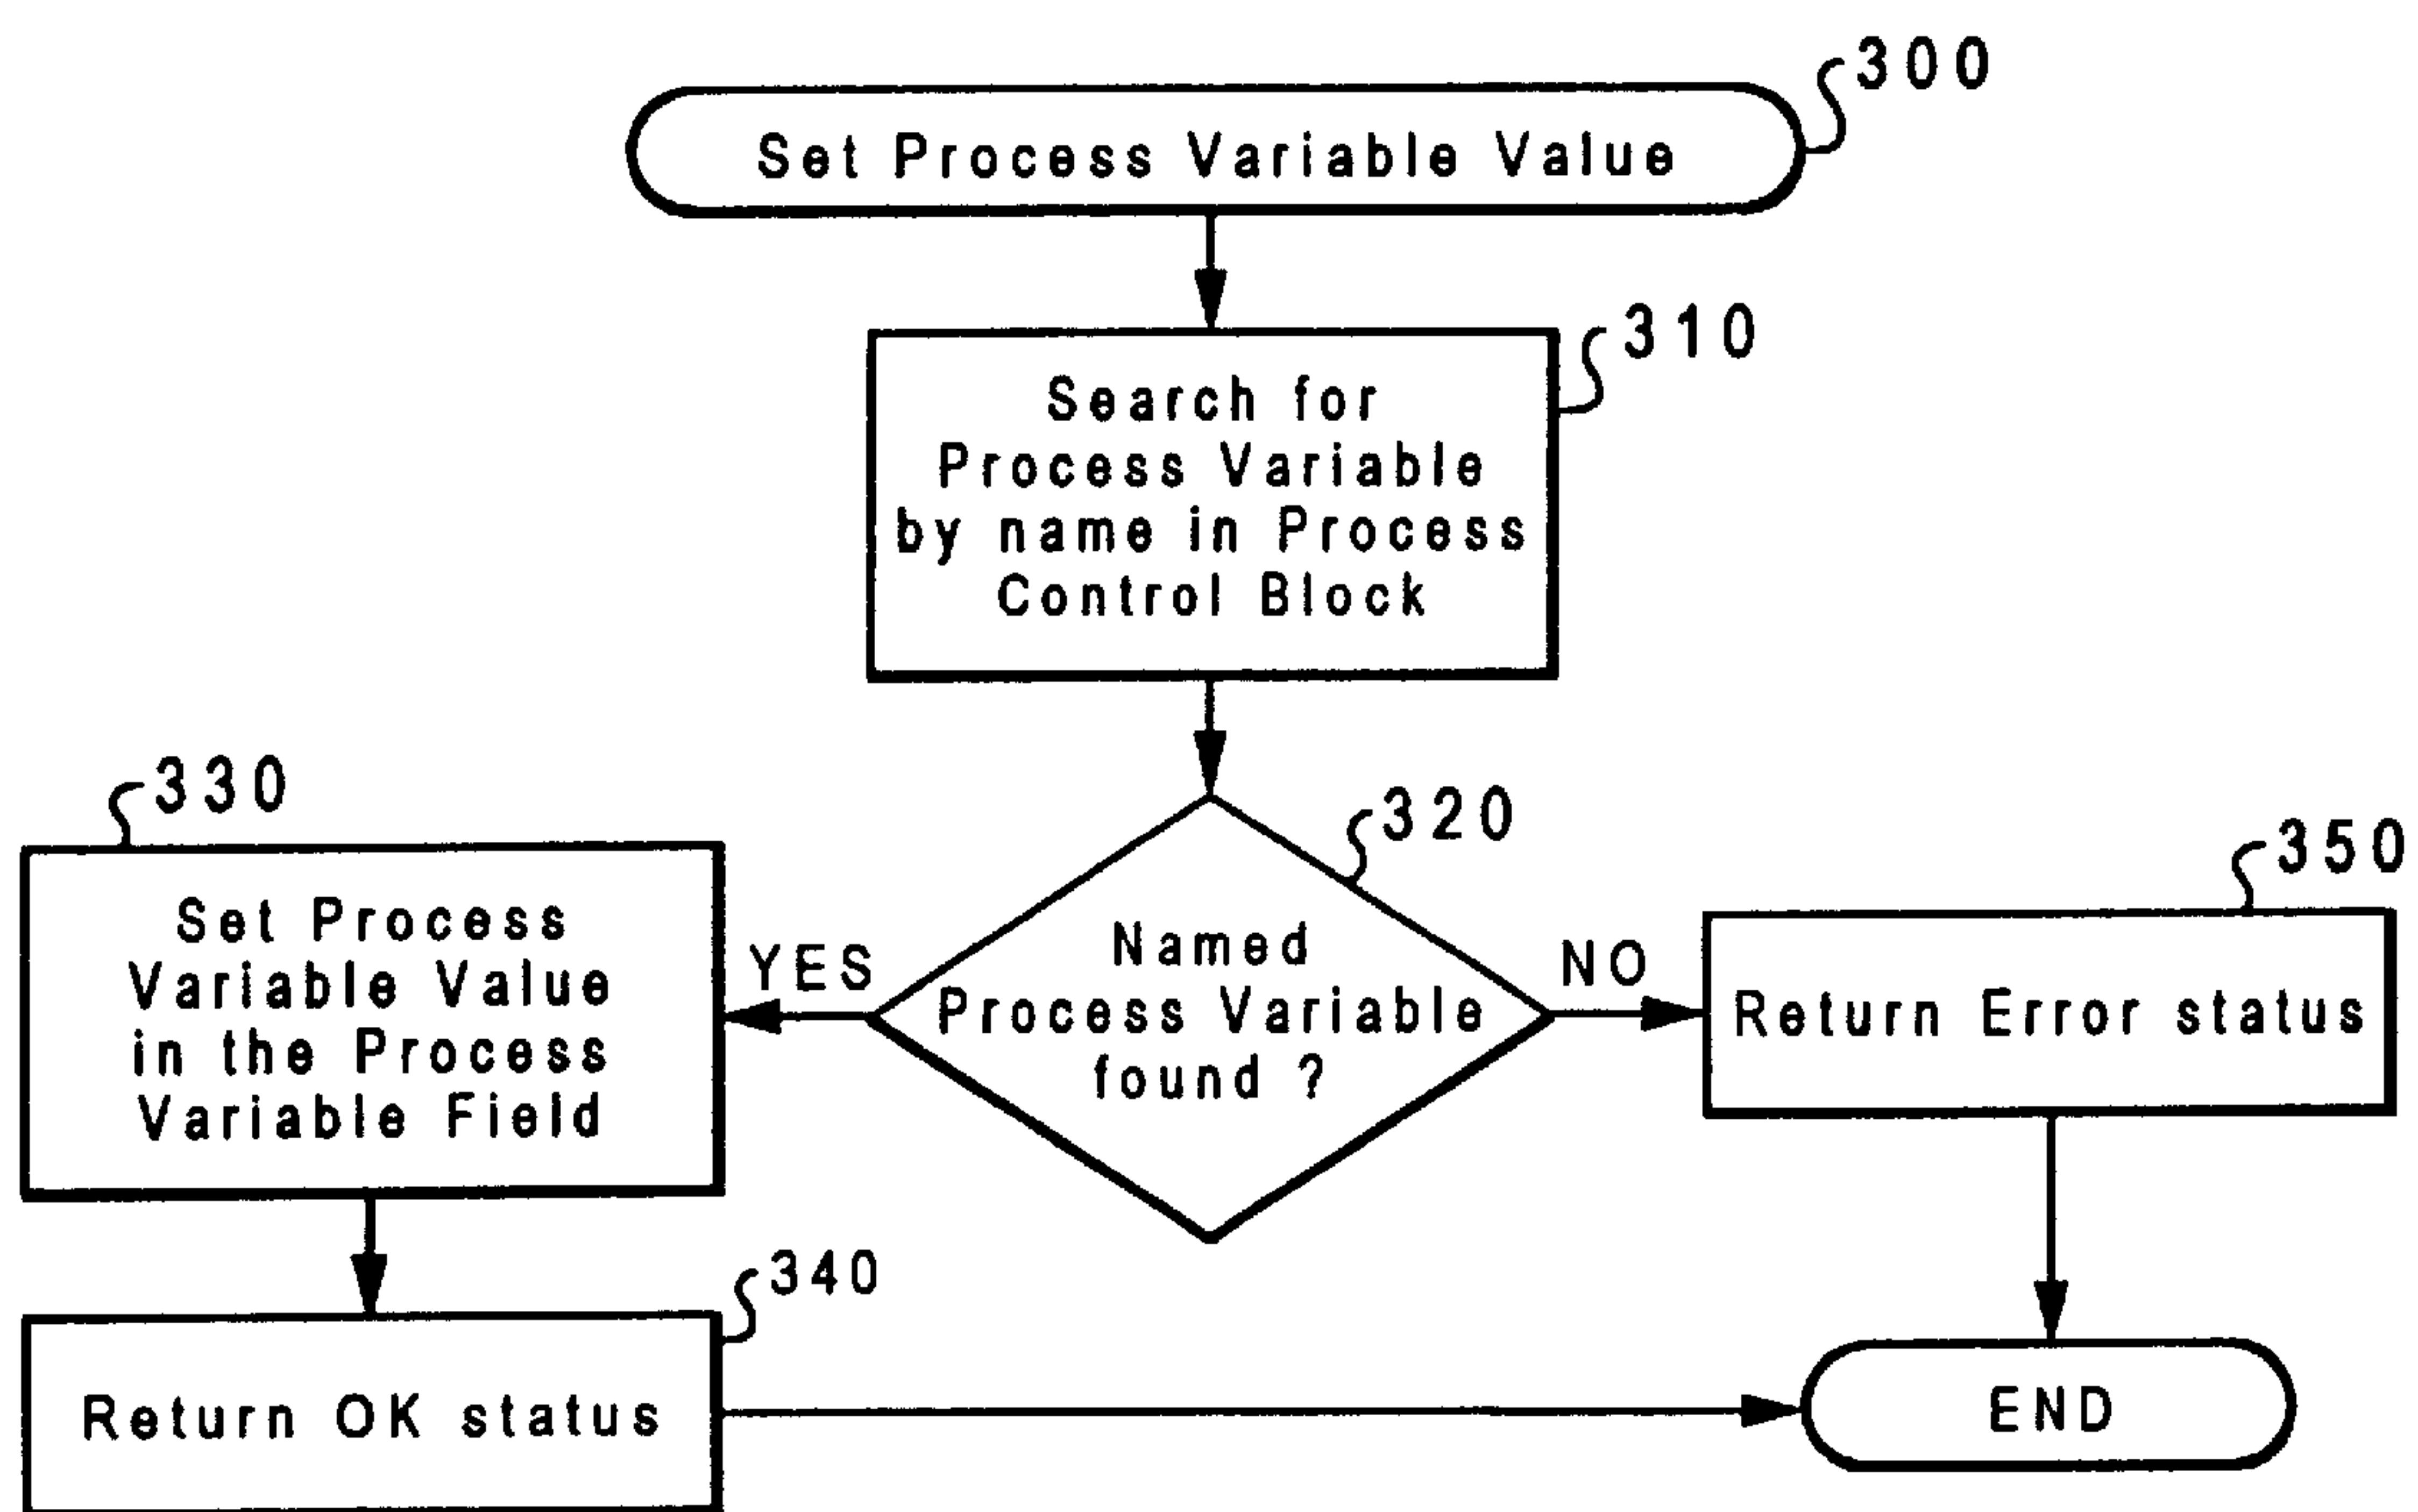 300
Set Process Variable Value
310
Search for
Process Variable
by name in Process
Control Block
330
320
350
Set Process
Variable Value
in the Process
Variable Field
YES
Named
Process Variable
found ?
NO
Return Error status
340
Return OK status
END